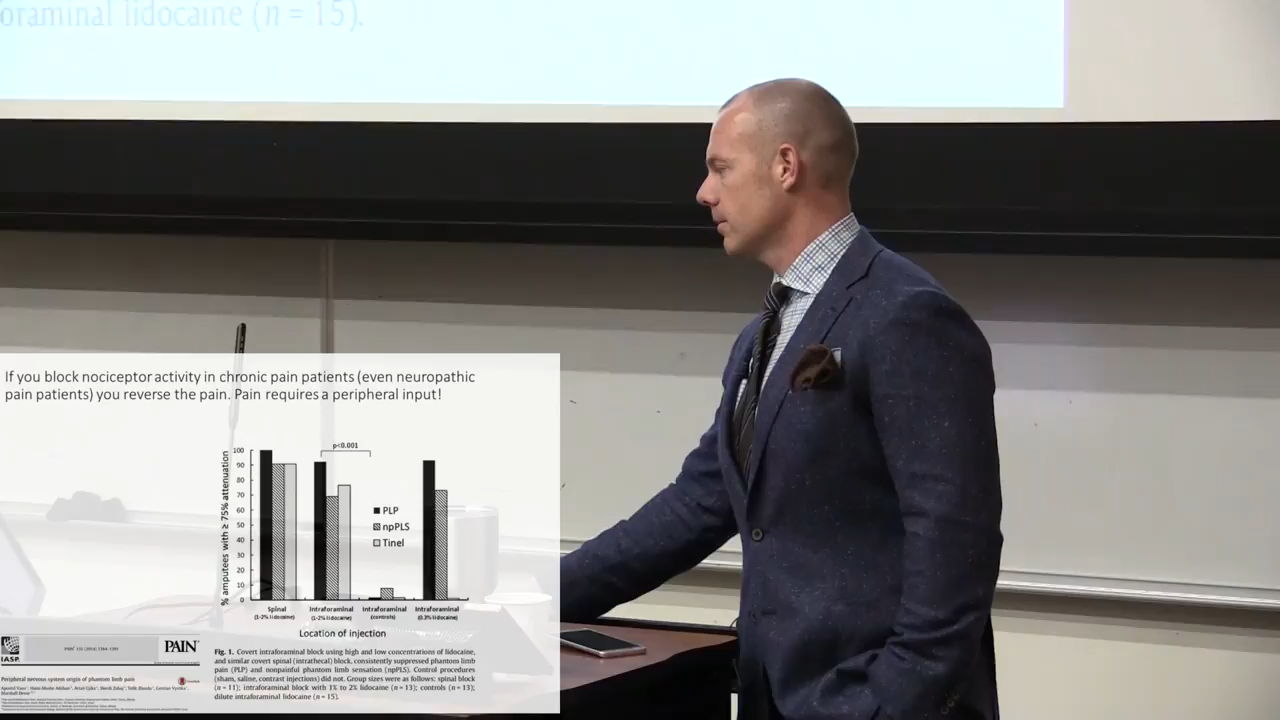 oraminal lidocaine (n = 15).
If you block nociceptor activity in chronic pain patients (even neuropathic
pain patients) you reverse the pain. Pain requires a peripheral input!
p<0.001
% amputees with ≥ 75% attenuation
100
90
80
70
60
50
40
30
20
10
0
PLP
npPLS
Tinel
Spinal
(1-2% lidocaine)
Intraforaminal
(1-2% lidocaine)
Intraforaminal
(controls)
Intraforaminal
(0.3% lidocaine)
Location of injection
IASP
PAIN
Peripheral nervous system origin of phantom limb pain
Fig. 1. Covert intraforaminal block using high and low concentrations of lidocaine,
and similar covert spinal (intrathecal) block, consistently suppressed phantom limb
pain (PLP) and nonpainful phantom limb sensation (npPLS). Control procedures
(sham, saline, contrast injections) did not. Group sizes were as follows: spinal block
(n = 11); intraforaminal block with 1% to 2% lidocaine (n = 13); controls (n = 13);
dilute intraforaminal lidocaine (n = 15).